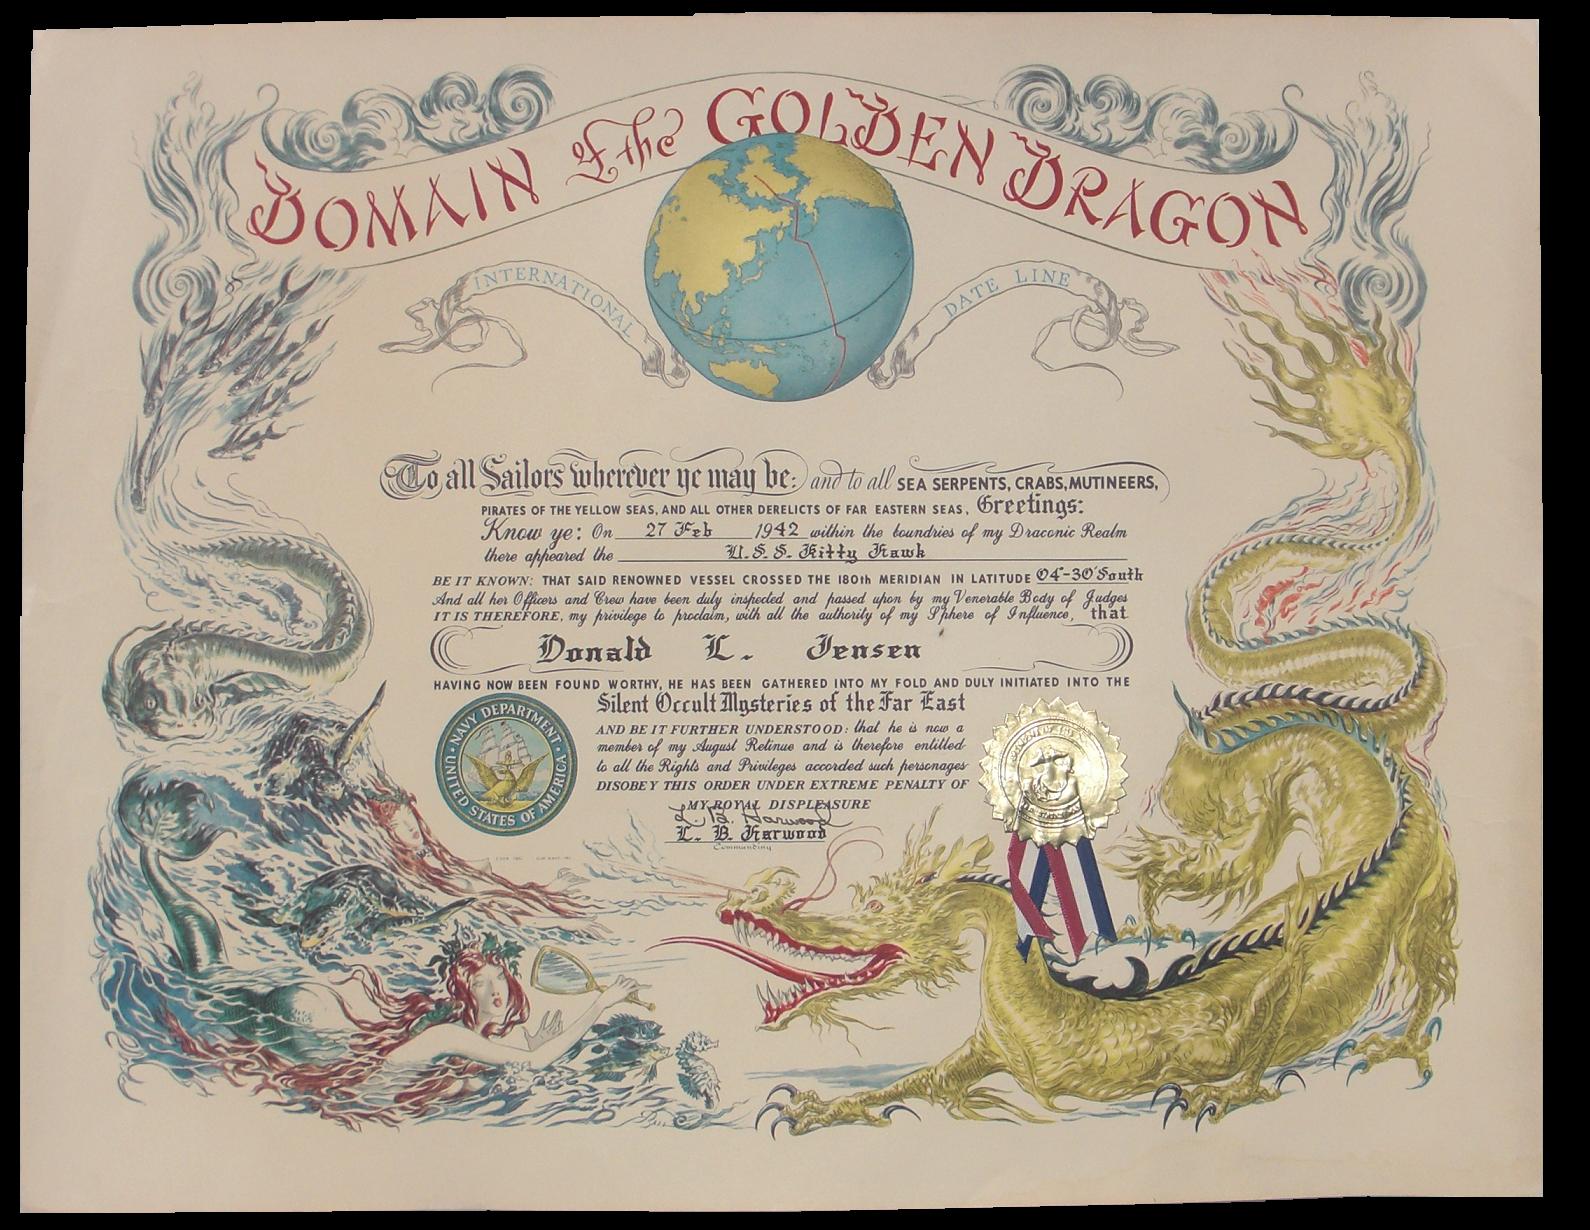 DOMAIN of the GOLDEN DRAGON
INTERNATIONAL DATE LINE
To all Sailors wherever ye may be: and to all SEA SERPENTS, CRABS, MUTINEERS,
PIRATES OF THE YELLOW SEAS, AND ALL OTHER DERELICTS OF FAR EASTERN SEAS, Greetings:
Know ye: On 27 Feb 1942 within the boundries of my Draconic Realm
there appeared the U.S.S. Kitty Hawk
BE IT KNOWN: THAT SAID RENOWNED VESSEL CROSSED THE 180th MERIDIAN IN LATITUDE 04°-30' South
And all her Officers and Crew have been duly inspected and passed upon by my Venerable Body of Judges
IT IS THEREFORE, my privilege to proclaim, with all the authority of my Sphere of Influence, that
Donald L. Jensen
HAVING NOW BEEN FOUND WORTHY, HE HAS BEEN GATHERED INTO MY FOLD AND DULY INITIATED INTO THE
Silent Occult Mysteries of the Far East
AND BE IT FURTHER UNDERSTOOD: that he is now a
member of my August Retinue and is therefore entitled
to all the Rights and Privileges accorded such personages
DISOBEY THIS ORDER UNDER EXTREME PENALTY OF
MY ROYAL DISPLEASURE
L. B. Harwood
L. B. Harwood
Commanding
NAVY DEPARTMENT
UNITED STATES OF AMERICA